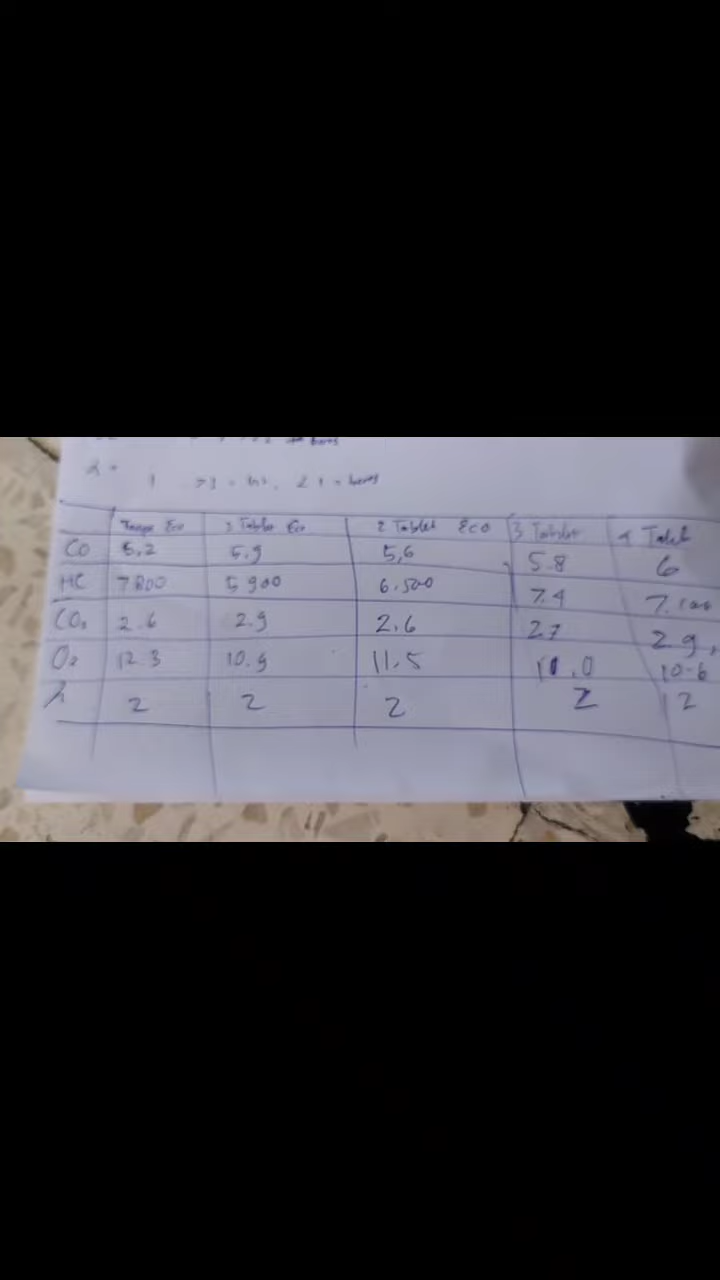 1 >1 = , < 1 = boros
Tanpa Eco 1 Tablet Eco 2 Tablet Eco 3 Tablet 4 Tablet
CO 5,2 5.9 5,6 5.8 6
HC 7800 5900 6.500 7.4 7.100
CO₂ 2.6 2.9 2.6 2.7 2.9
O₂ 12.3 10.9 11.5 11.0 10.6
λ 2 2 2 2 2